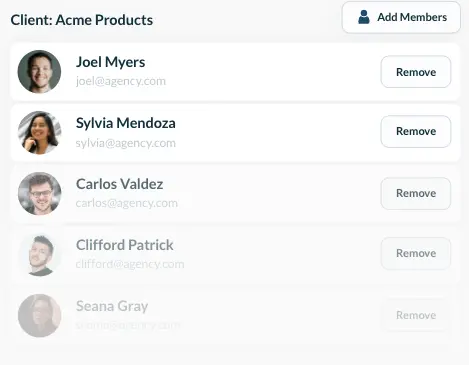 Client: Acme Products
Add Members
Joel Myers
joel@agency.com
Remove
Sylvia Mendoza
sylvia@agency.com
Remove
Carlos Valdez
carlos@agency.com
Remove
Clifford Patrick
clifford@agency.com
Remove
Seana Gray
Remove